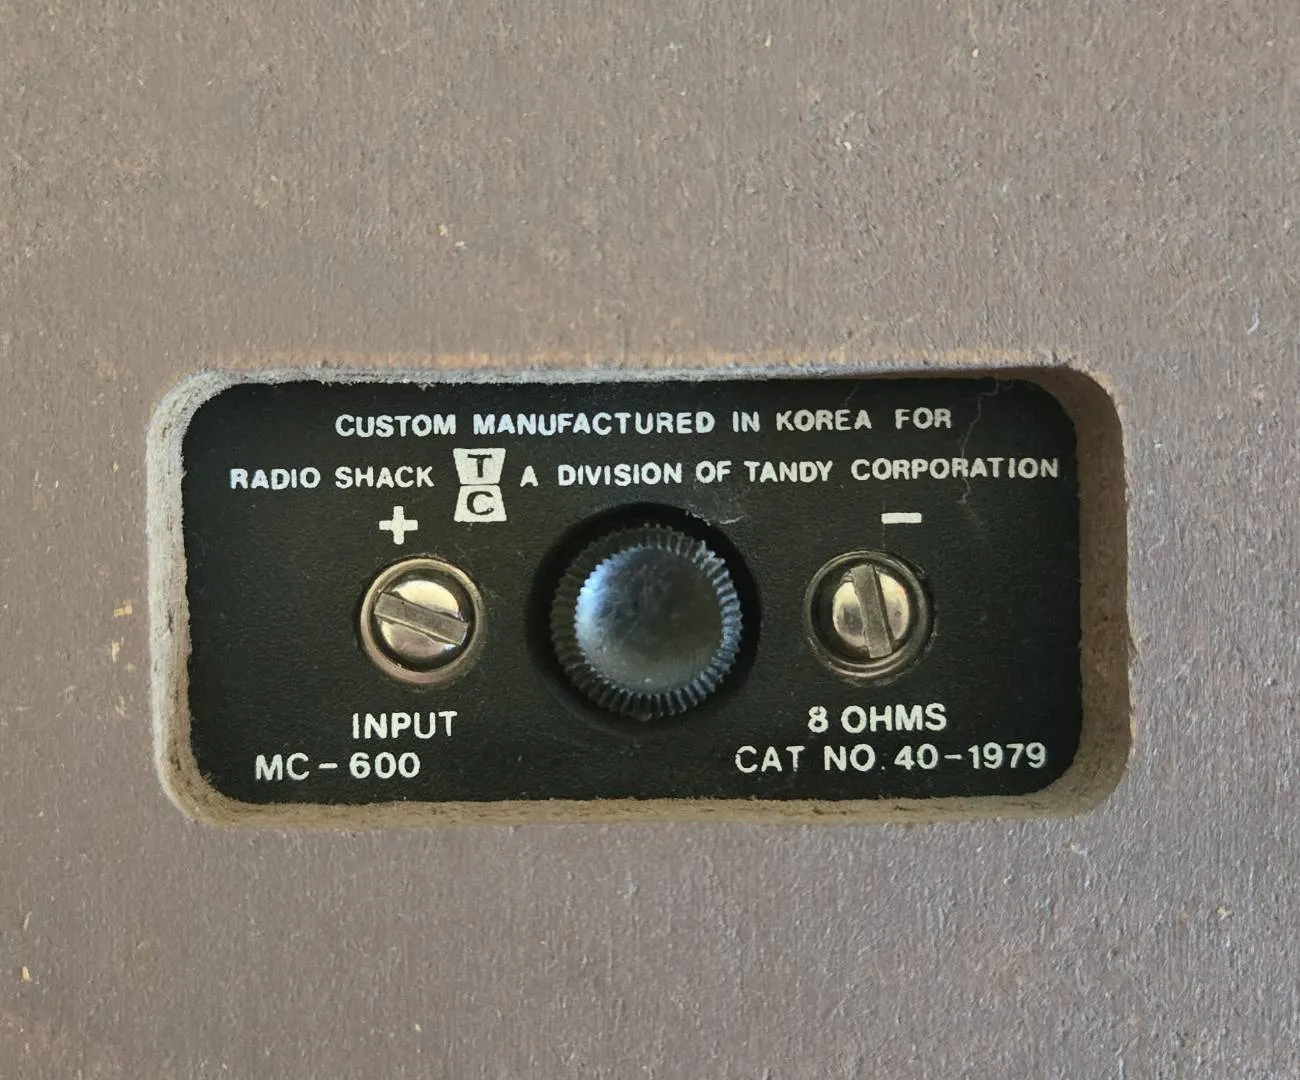 CUSTOM MANUFACTURED IN KOREA FOR
RADIO SHACK TC A DIVISION OF TANDY CORPORATION
+ −
INPUT 8 OHMS
MC-600 CAT NO. 40-1979